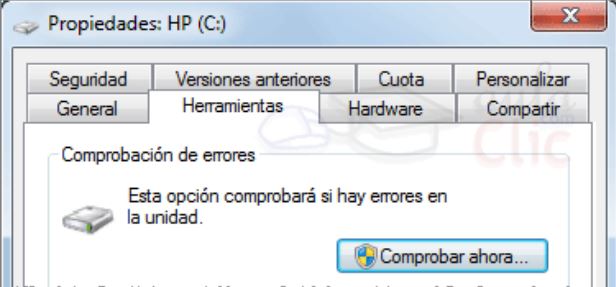 Propiedades: HP (C:)
Seguridad Versiones anteriores Cuota Personalizar
General Herramientas Hardware Compartir
aula
Clic
Comprobación de errores
Esta opción comprobará si hay errores en
la unidad.
Comprobar ahora...